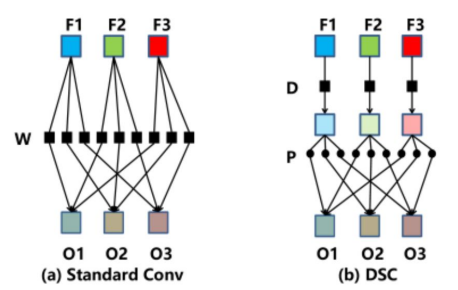 F1 F2 F3 F1 F2 F3
D
W P
O1 O2 O3 O1 O2 O3
(a) Standard Conv (b) DSC